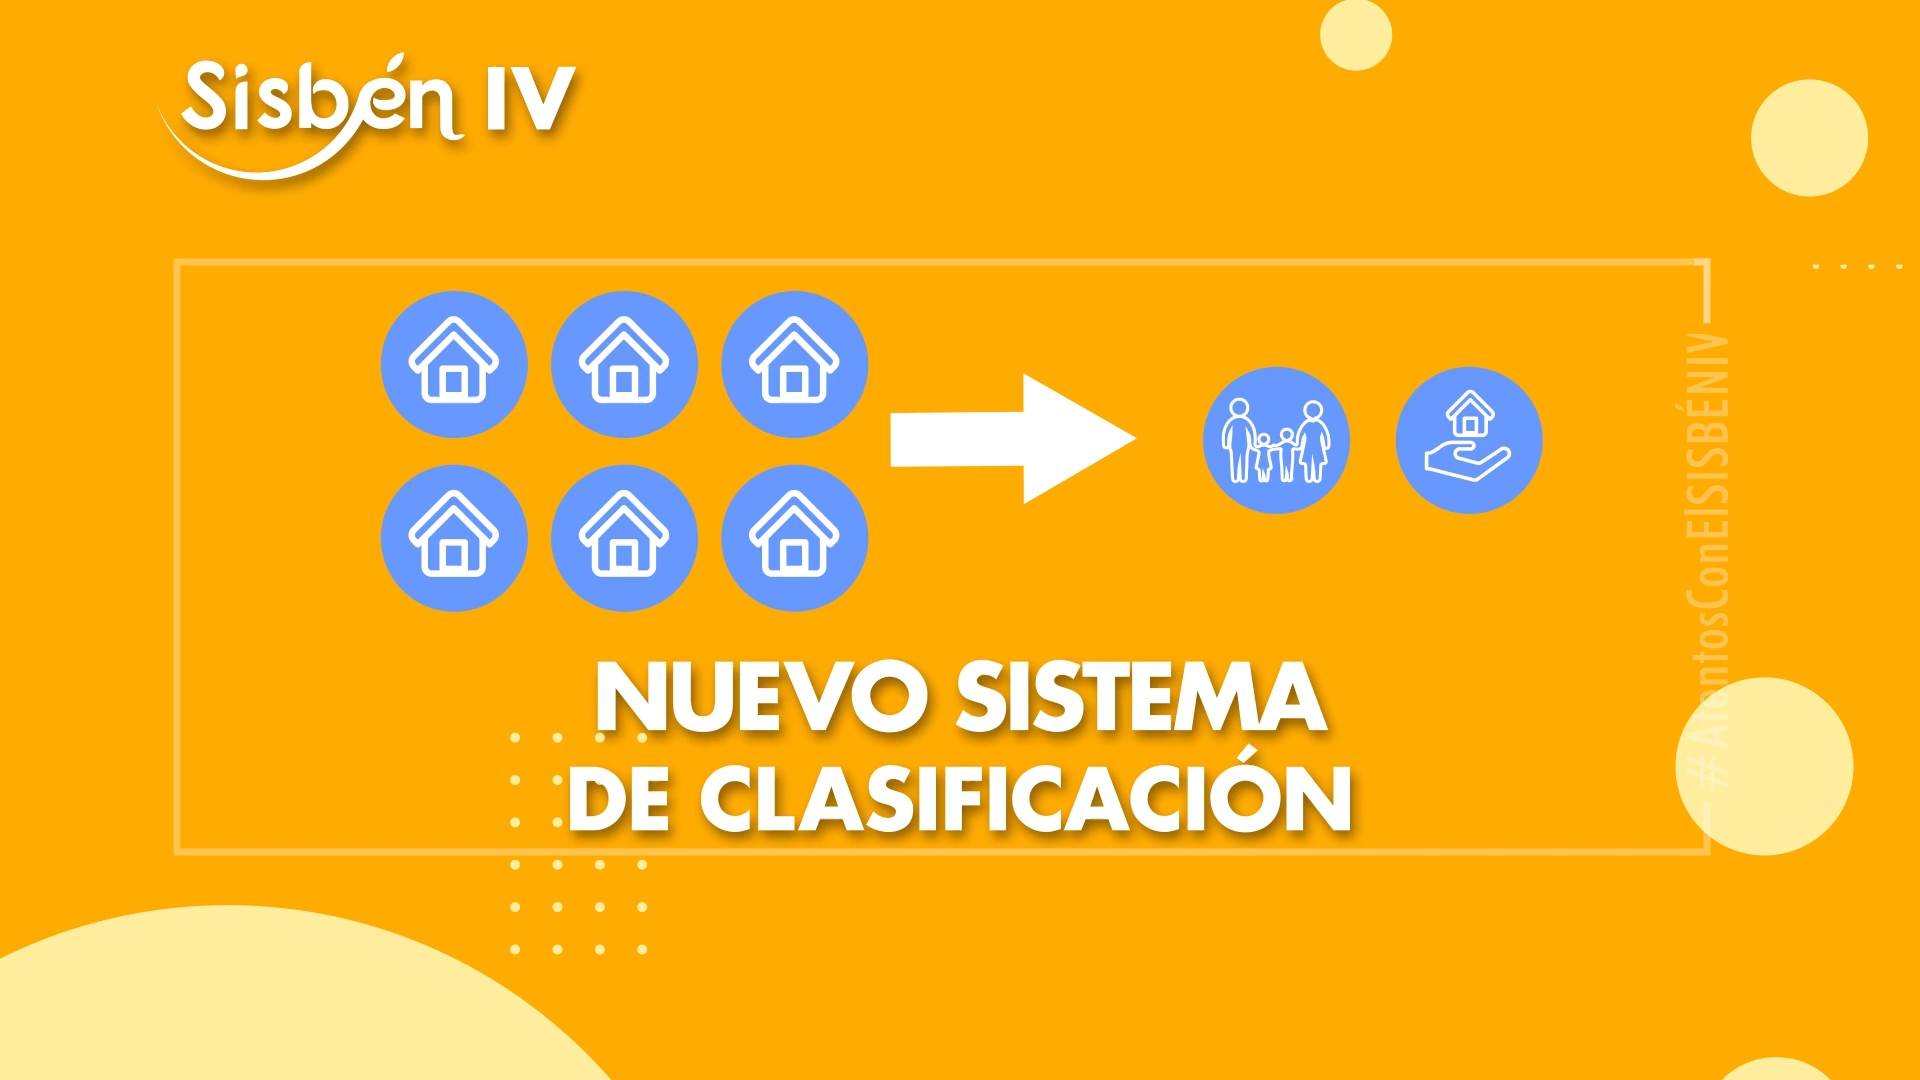 Sisbén IV
#AtentosConElSISBÉNIV
NUEVO SISTEMA
DE CLASIFICACIÓN